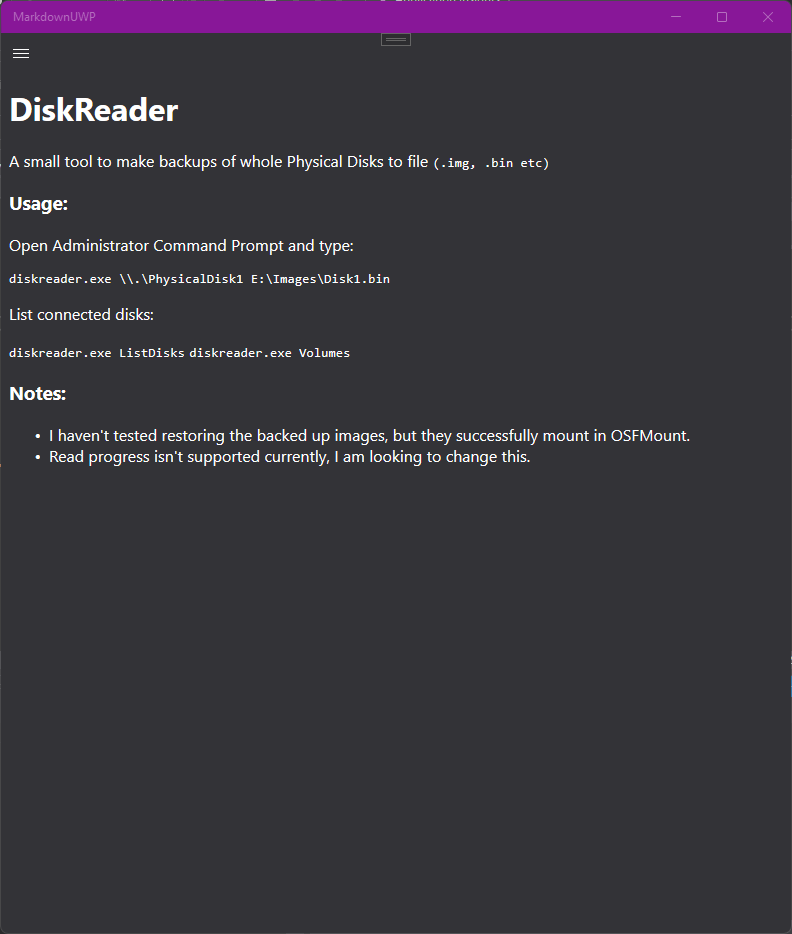 MarkdownUWP
DiskReader
A small tool to make backups of whole Physical Disks to file (.img, .bin etc)
Usage:
Open Administrator Command Prompt and type:
diskreader.exe \\.\PhysicalDisk1 E:\Images\Disk1.bin
List connected disks:
diskreader.exe ListDisks diskreader.exe Volumes
Notes:
• I haven't tested restoring the backed up images, but they successfully mount in OSFMount.
• Read progress isn't supported currently, I am looking to change this.